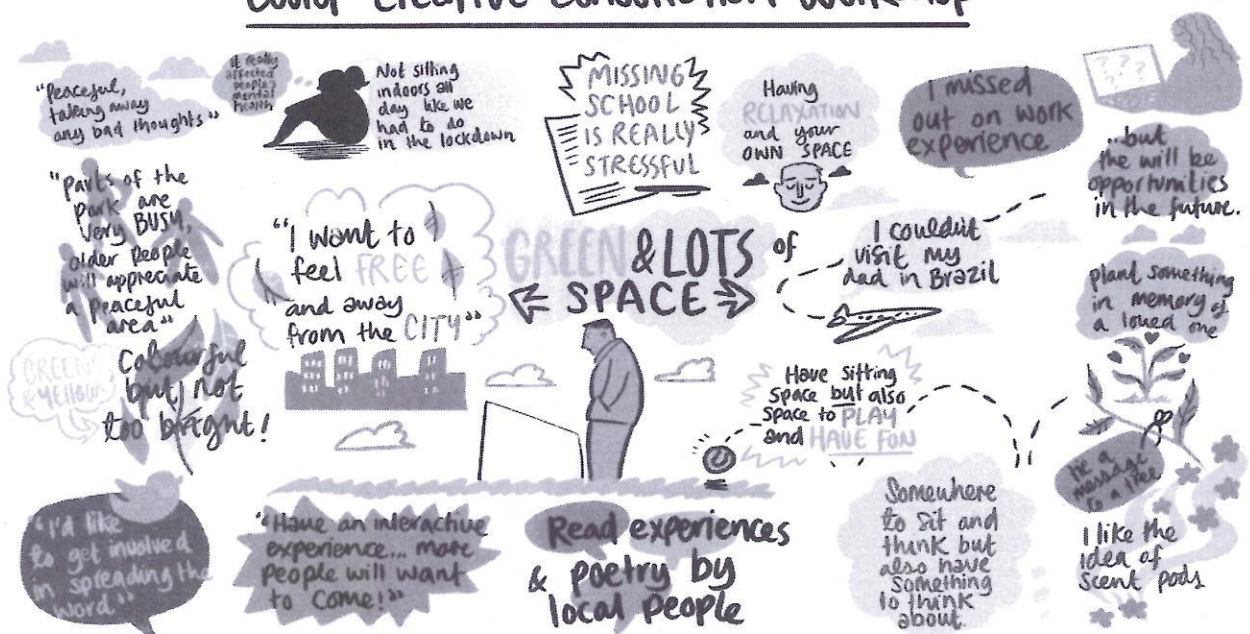 Covid Creative Consultation Workshop
"Peaceful,
taking away
any bad thoughts"
It really
affected
people's
mental
health
Not sitting
indoors all
day like we
had to do
in the lockdown
MISSING
SCHOOL
IS REALLY
STRESSFUL
Having
RELAXATION
and your
OWN SPACE
I missed
out on work
experience
? ? ?
? ? ?
...but
the will be
opportunities
in the future.
"Parts of the
park are
very BUSY,
older people
will appreciate
a peaceful
area"
"I want to
feel FREE
and away
from the CITY"
GREEN & LOTS of
SPACE
I couldn't
visit my
dad in Brazil
plant something
in memory of
a loved one
GREENS
& YELLOWS
Colourful
but not
too bright!
Have sitting
space but also
space to PLAY
and HAVE FUN
tie a
message
to a tree
"I'd like
to get involved
in spreading the
word"
"Have an interactive
experience... more
people will want
to come!"
Read experiences
& poetry by
local people
Somewhere
to sit and
think but
also have
something
to think
about.
I like the
idea of
scent pods